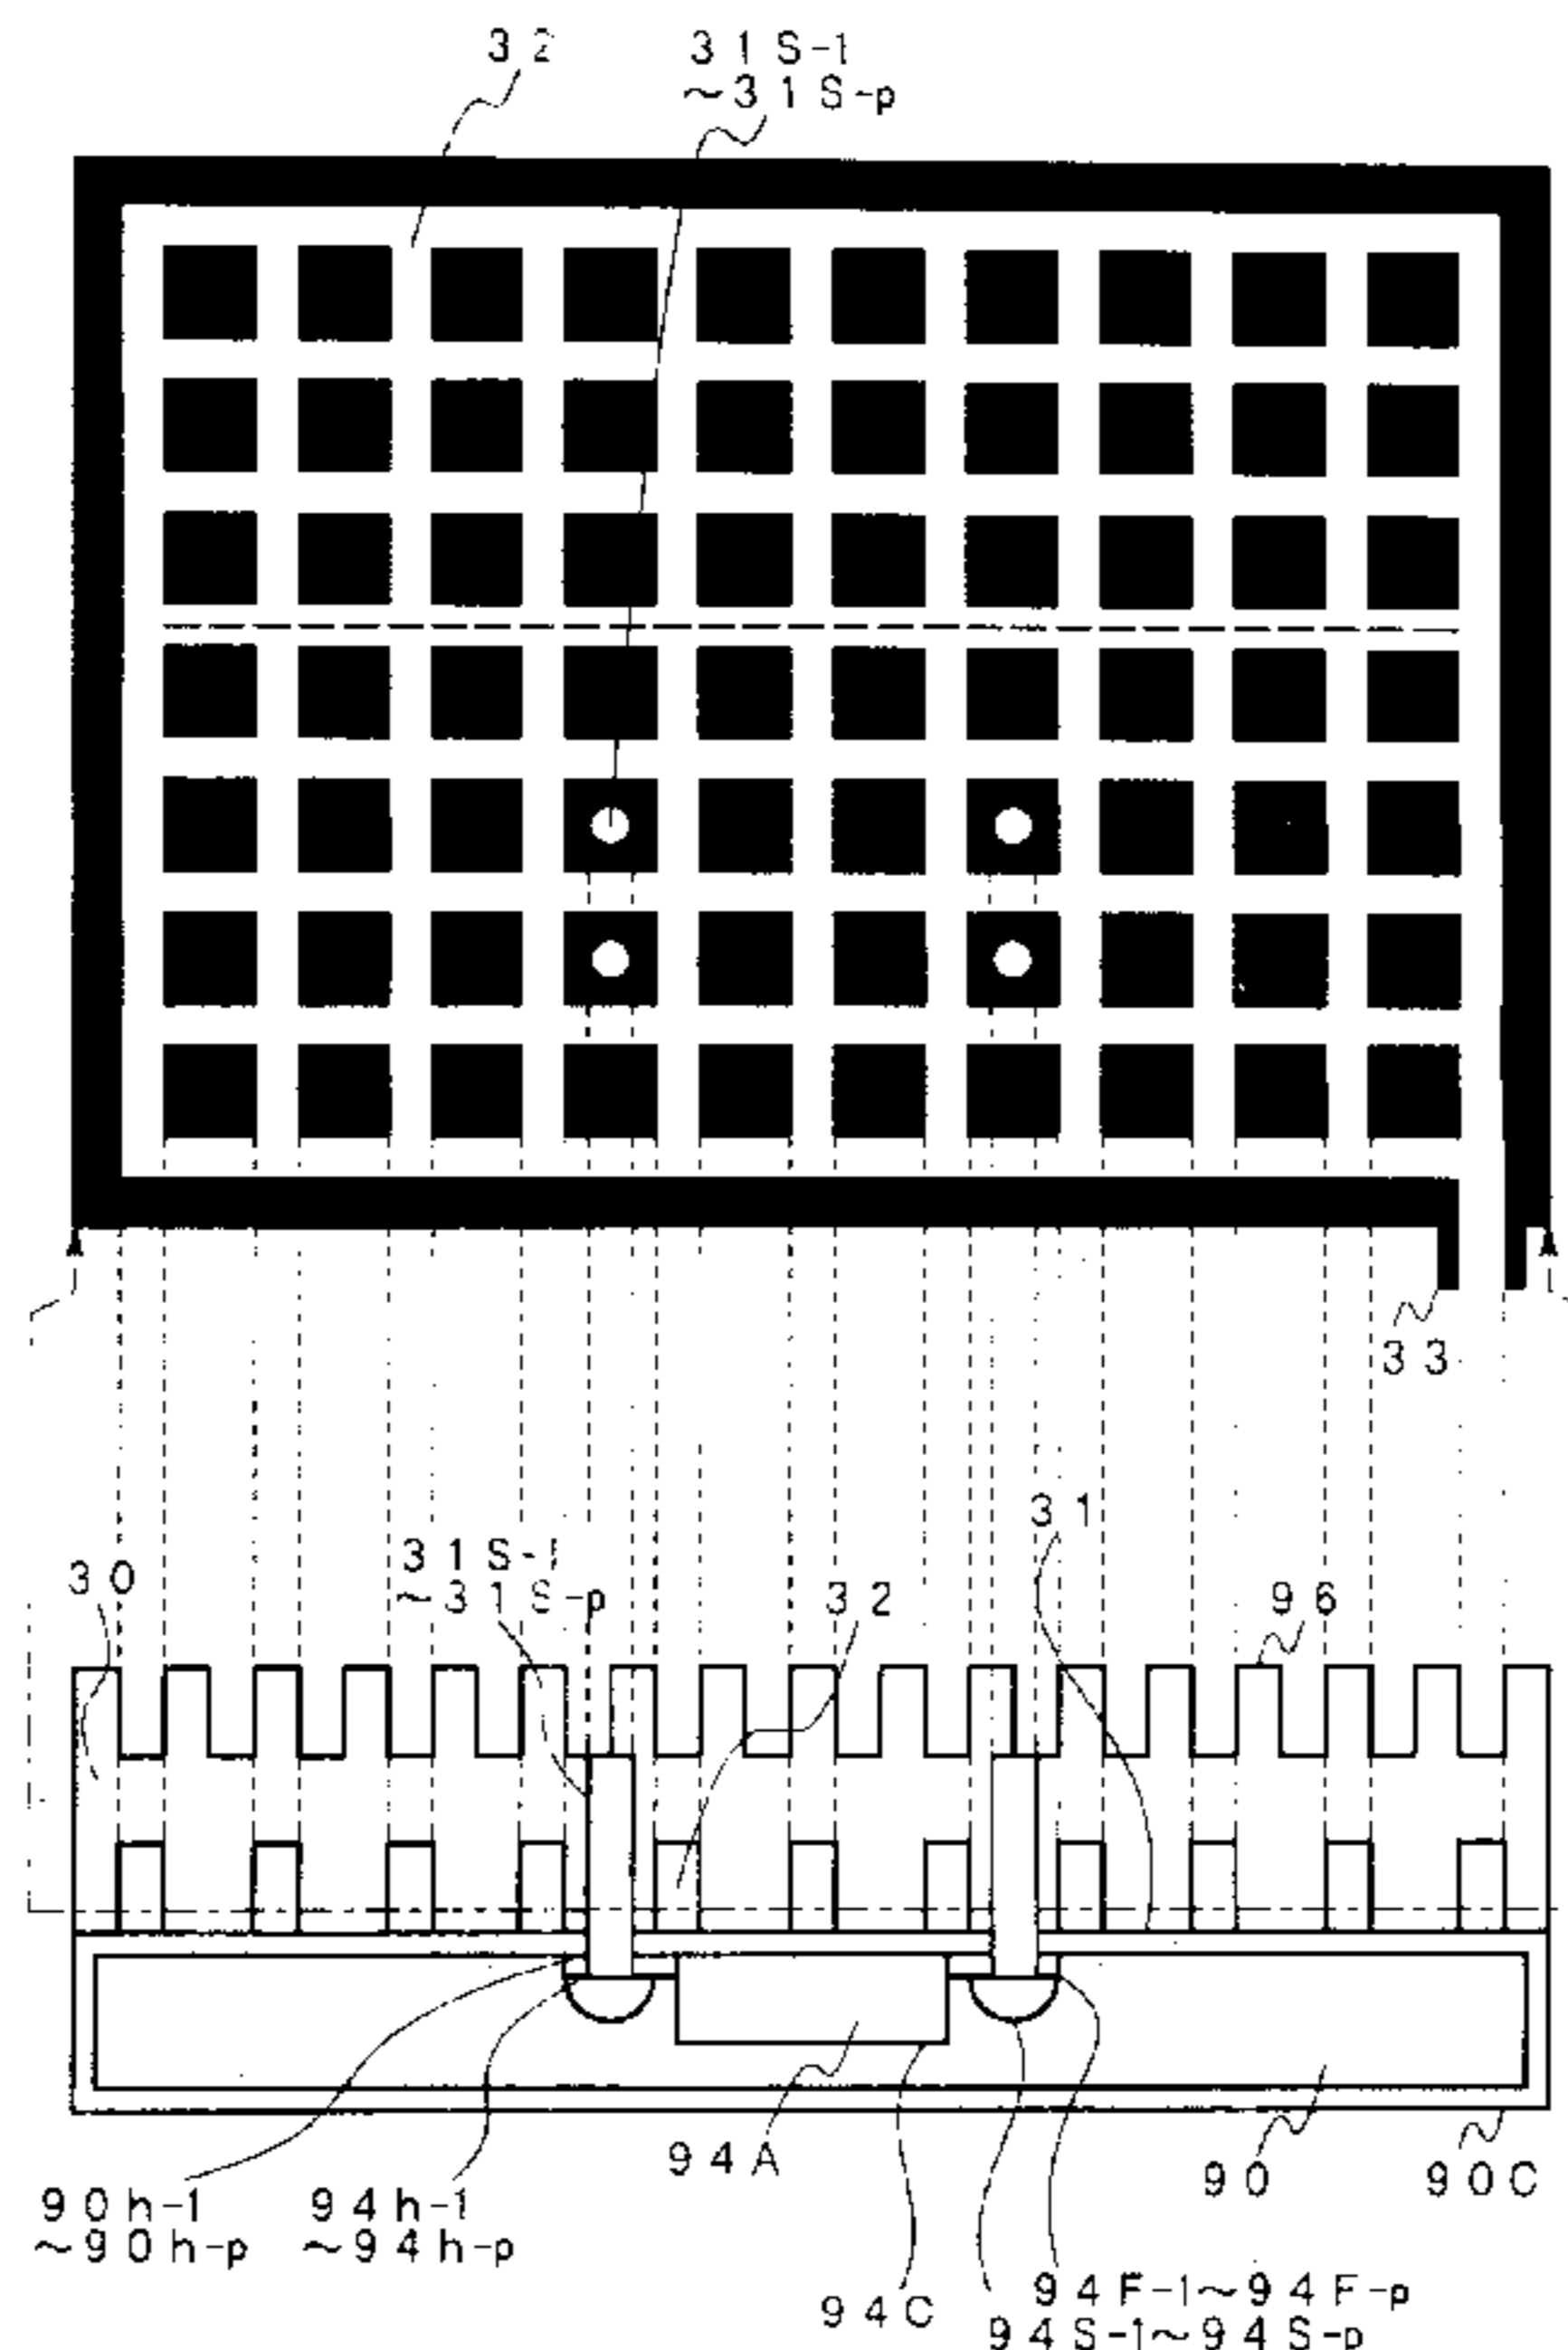 32
31S-1
～31S-p
33
31
30
31S-1
～31S-p
32
96
94A
90
90C
90h-1
～90h-p
94h-1
～94h-p
94C
94F-1～94F-p
94S-1～94S-p